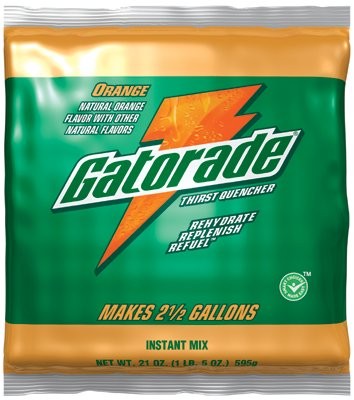 ORANGE
NATURAL ORANGE
FLAVOR WITH OTHER
NATURAL FLAVORS
Gatorade
THIRST QUENCHER
REHYDRATE
REPLENISH
REFUEL™
TM
MAKES 2½ GALLONS
INSTANT MIX
NET WT. 21 OZ. (1 LB. 5 OZ.) 595g